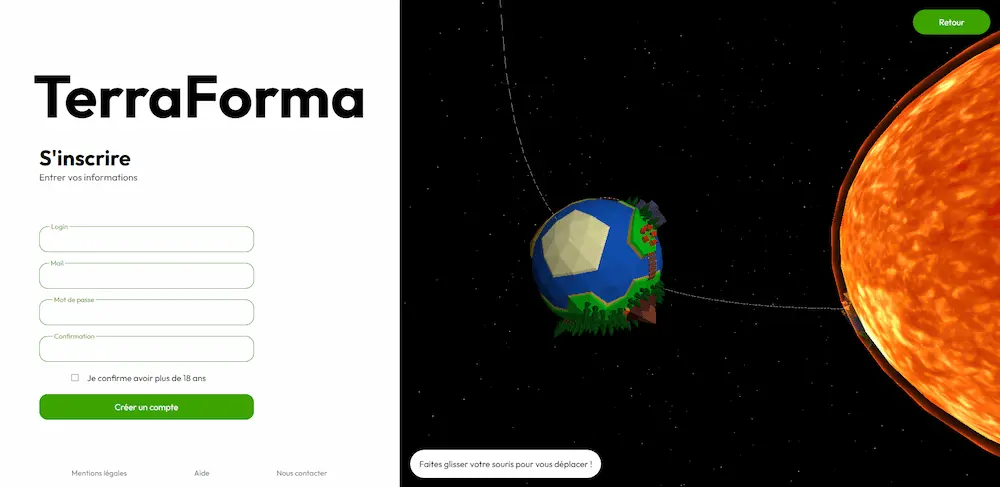 TerraForma
S'inscrire
Entrer vos informations
Login
Mail
Mot de passe
Confirmation
Je confirme avoir plus de 18 ans
Créer un compte
Mentions légales
Aide
Nous contacter
Retour
Faites glisser votre souris pour vous déplacer !